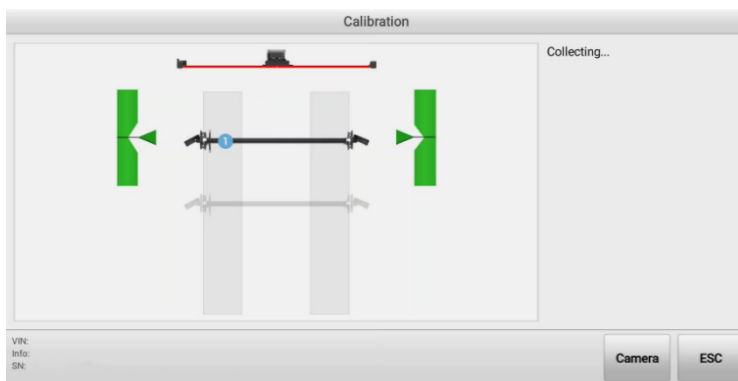 Calibration
Collecting...
1
VIN:
Info:
SN:
Camera
ESC